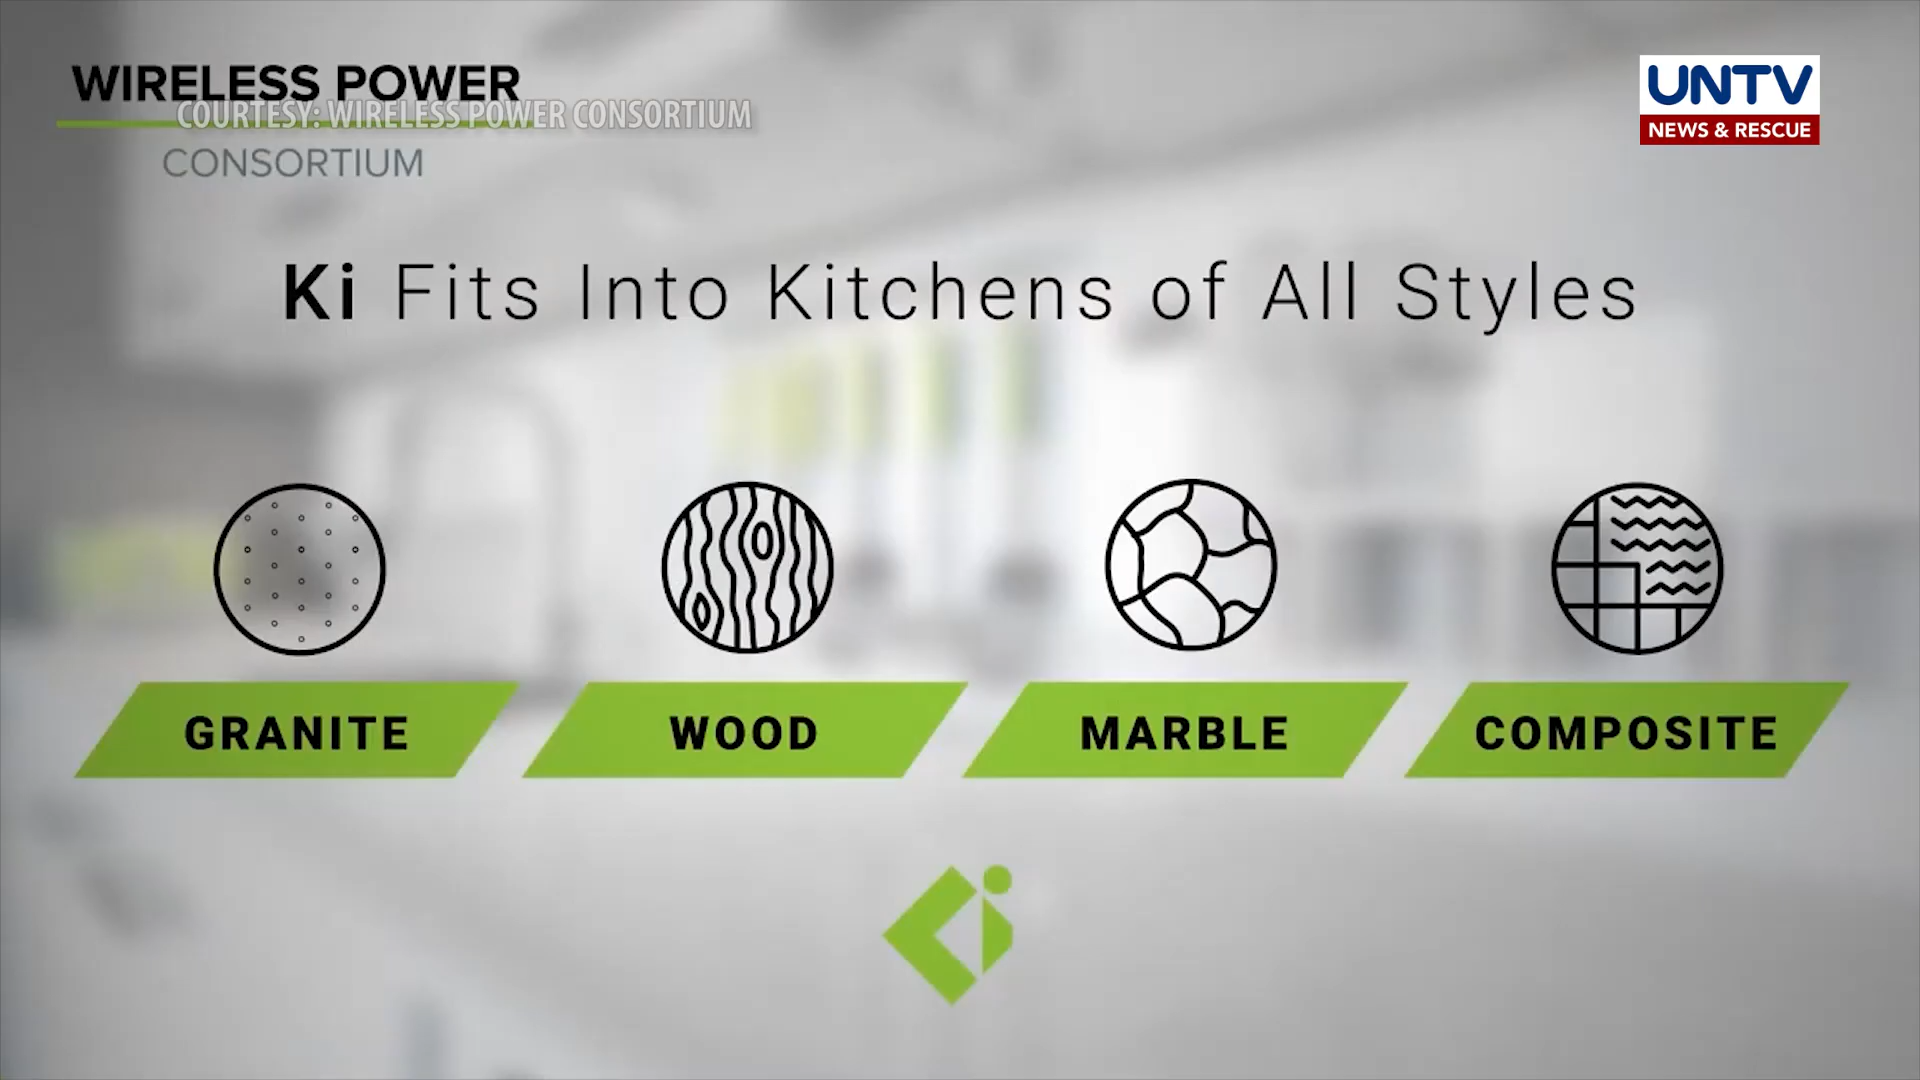 WIRELESS POWER
COURTESY: WIRELESS POWER CONSORTIUM
CONSORTIUM
UNTV
NEWS & RESCUE
Ki Fits Into Kitchens of All Styles
GRANITE
WOOD
MARBLE
COMPOSITE
Ki